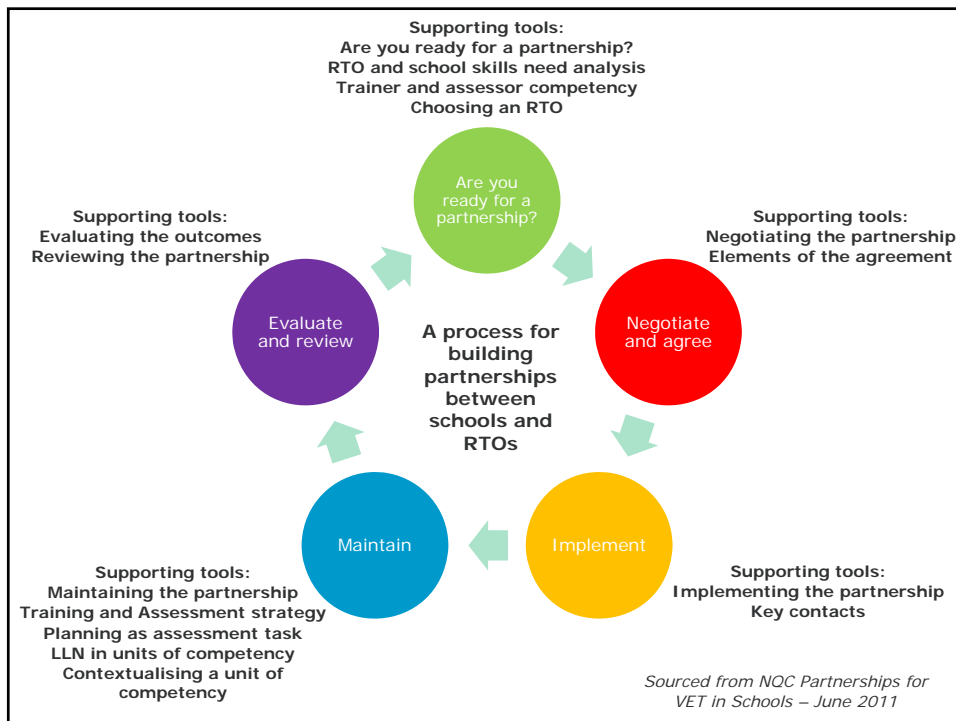 Supporting tools:
Are you ready for a partnership?
RTO and school skills need analysis
Trainer and assessor competency
Choosing an RTO
Are you
ready for a
partnership?
Supporting tools:
Evaluating the outcomes
Reviewing the partnership
Supporting tools:
Negotiating the partnership
Elements of the agreement
Evaluate
and review
A process for
building
partnerships
between
schools and
RTOs
Negotiate
and agree
Maintain
Implement
Supporting tools:
Maintaining the partnership
Training and Assessment strategy
Planning as assessment task
LLN in units of competency
Contextualising a unit of
competency
Supporting tools:
Implementing the partnership
Key contacts
Sourced from NQC Partnerships for
VET in Schools – June 2011